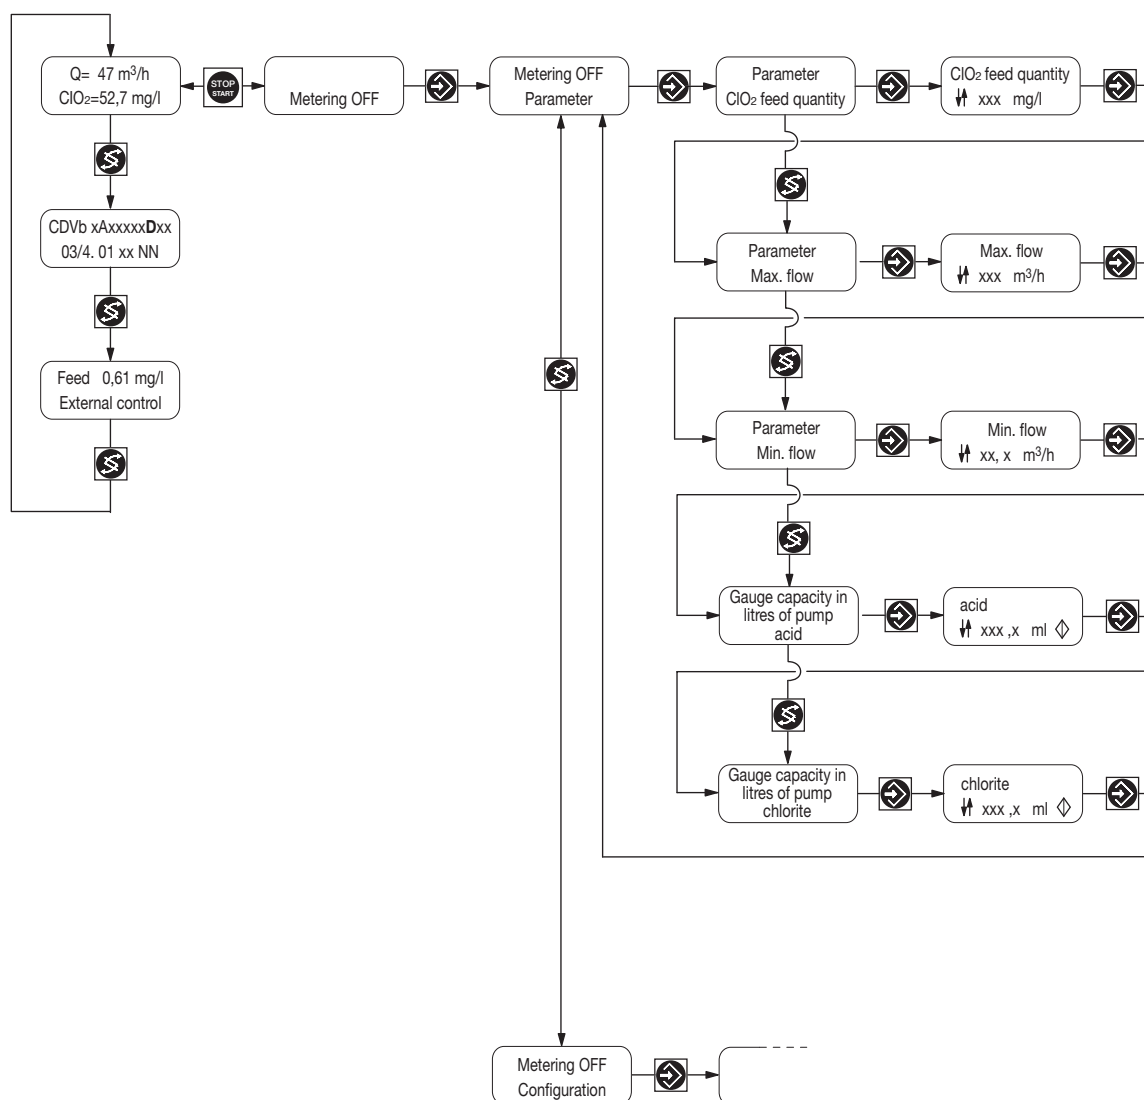 Q= 47 m³/h
ClO₂=52,7 mg/l
STOP
START
Metering OFF
Metering OFF
Parameter
Parameter
ClO₂ feed quantity
ClO₂ feed quantity
xxx mg/l
CDVb xAxxxxxDxx
03/4. 01 xx NN
Feed 0,61 mg/l
External control
Parameter
Max. flow
Max. flow
xxx m³/h
Parameter
Min. flow
Min. flow
xx, x m³/h
Gauge capacity in
litres of pump
acid
acid
xxx ,x ml
Gauge capacity in
litres of pump
chlorite
chlorite
xxx ,x ml
Metering OFF
Configuration